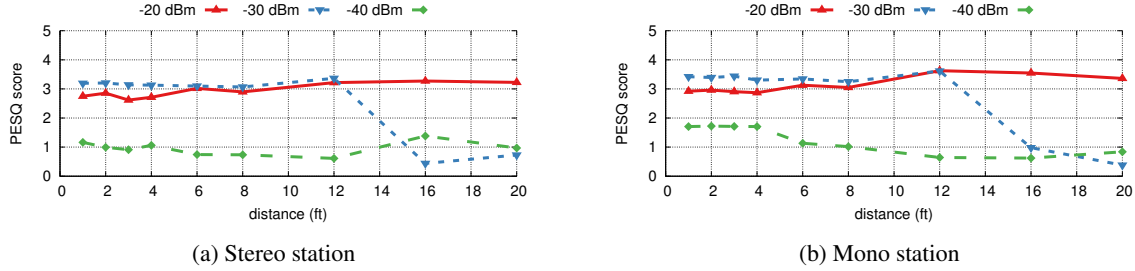 -20 dBm -30 dBm -40 dBm
5
4
3
2
1
0
PESQ score
0 2 4 6 8 10 12 14 16 18 20
distance (ft)
(a) Stereo station
-20 dBm -30 dBm -40 dBm
5
4
3
2
1
0
PESQ score
0 2 4 6 8 10 12 14 16 18 20
distance (ft)
(b) Mono station